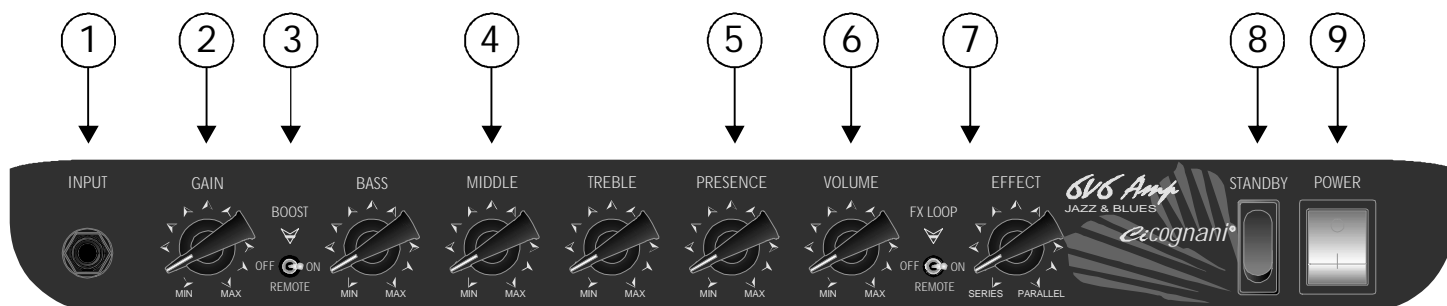 1 2 3 4 5 6 7 8 9
INPUT GAIN BASS MIDDLE TREBLE PRESENCE VOLUME EFFECT STANDBY POWER
6V6 Amp
JAZZ & BLUES
Cicognani
BOOST FX LOOP
OFF ON OFF ON
REMOTE REMOTE
MIN MAX MIN MAX MIN MAX MIN MAX MIN MAX MIN MAX SERIES PARALLEL